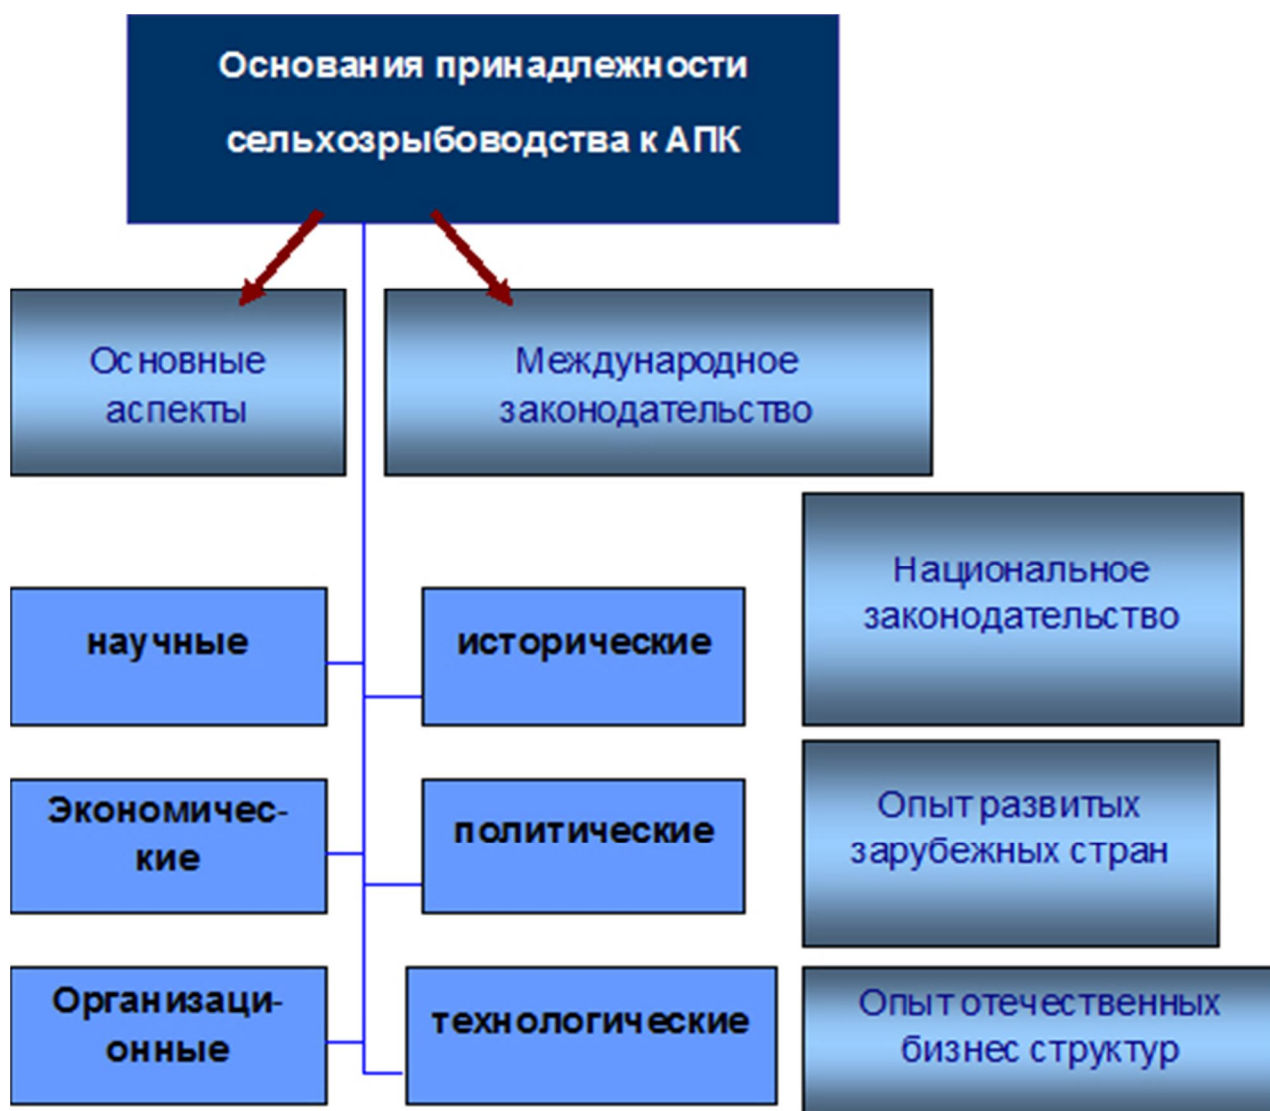 Основания принадлежности
сельхозрыбоводства к АПК
Основные
аспекты
Международное
законодательство
Национальное
законодательство
научные
исторические
Экономичес-
кие
политические
Опыт развитых
зарубежных стран
Организаци-
онные
технологические
Опыт отечественных
бизнес структур